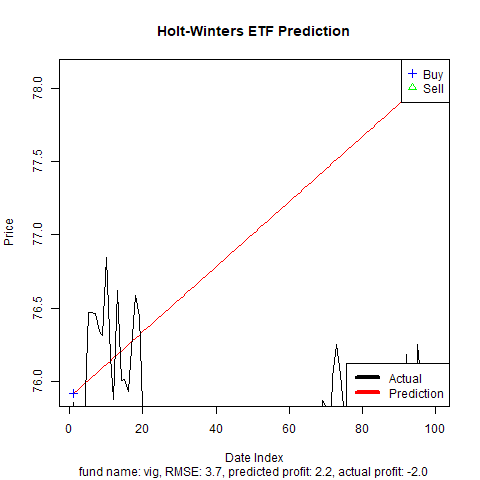 Holt-Winters ETF Prediction
Buy
Sell
78.0
77.5
77.0
76.5
76.0
Price
Actual
Prediction
0 20 40 60 80 100
Date Index
fund name: vig, RMSE: 3.7, predicted profit: 2.2, actual profit: -2.0